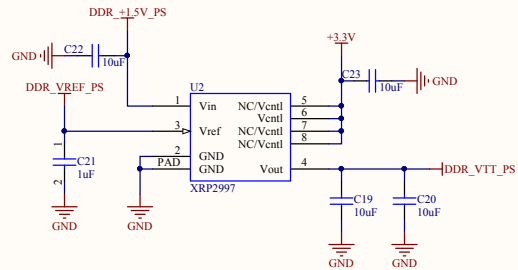 DDR_+1.5V_PS
C22
GND
10uF
+3.3V
C23
GND
10uF
DDR_VREF_PS
U2
1 Vin NC/Vcntl 5
Vcntl 6
3 Vref NC/Vcntl 7
NC/Vcntl 8
2 GND
PAD GND Vout 4
XRP2997
DDR_VTT_PS
1
C21
1uF
2
GND
GND
C19
10uF
C20
10uF
GND
GND